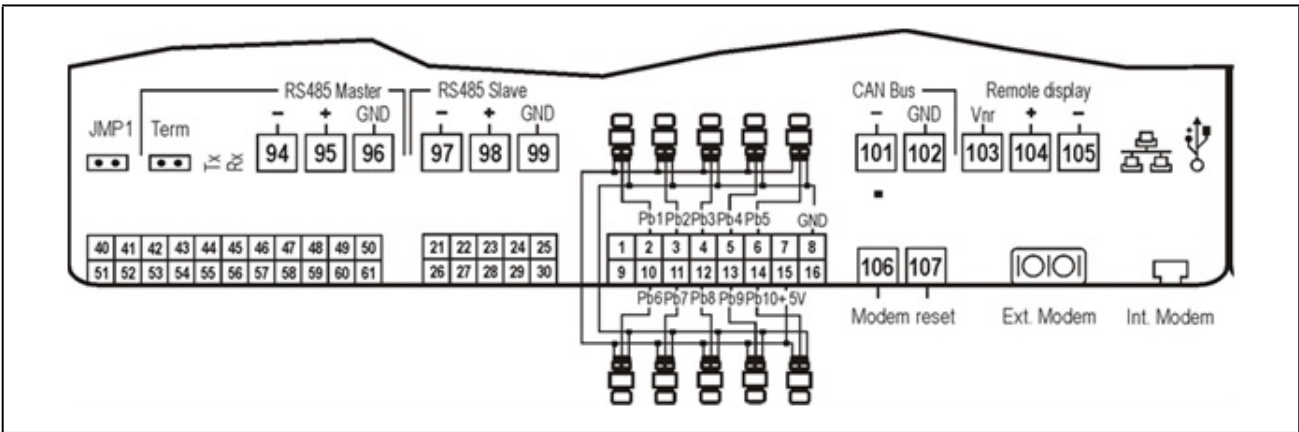 RS485 Master RS485 Slave CAN Bus Remote display
JMP1 Term − + GND − + GND − GND Vnr + −
Tx
Rx
94 95 96 97 98 99 101 102 103 104 105
Pb1 Pb2 Pb3 Pb4 Pb5 GND
40 41 42 43 44 45 46 47 48 49 50 21 22 23 24 25 1 2 3 4 5 6 7 8
51 52 53 54 55 56 57 58 59 60 61 26 27 28 29 30 9 10 11 12 13 14 15 16
106 107
Pb6 Pb7 Pb8 Pb9 Pb10 +5V
Modem reset Ext. Modem Int. Modem